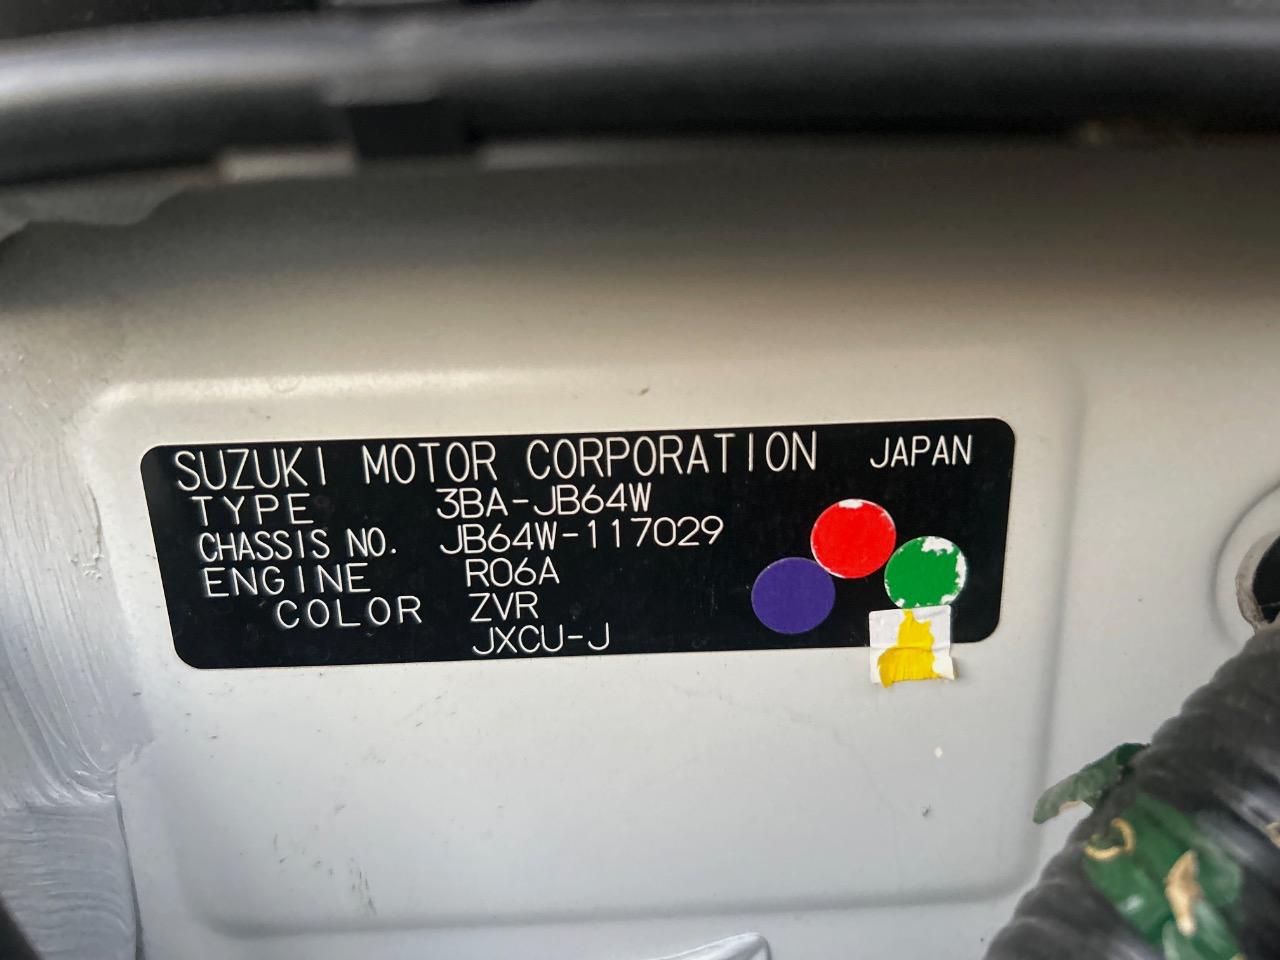 SUZUKI MOTOR CORPORATION JAPAN
TYPE 3BA-JB64W
CHASSIS NO. JB64W-117029
ENGINE R06A
COLOR ZVR
JXCU-J